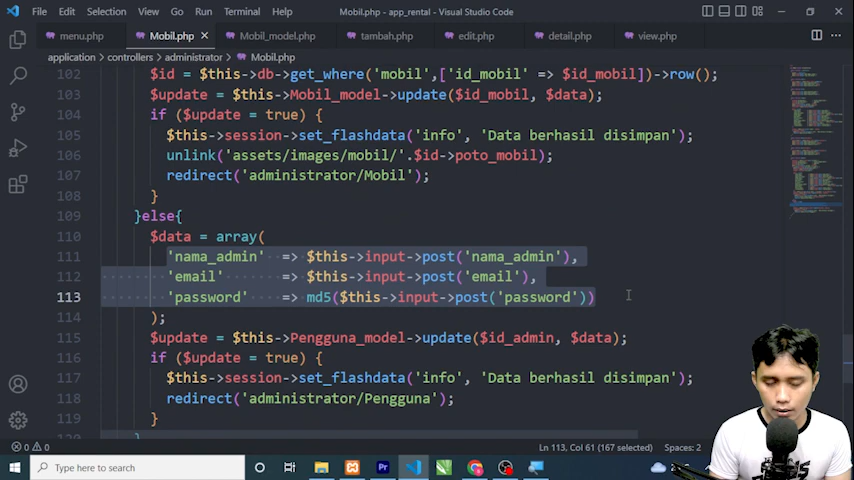 File Edit Selection View Go Run Terminal Help Mobil.php - app_rental - Visual Studio Code
menu.php Mobil.php Mobil_model.php tambah.php edit.php detail.php view.php
application > controllers > administrator > Mobil.php
102 $id = $this->db->get_where('mobil',['id_mobil' => $id_mobil])->row();
103 $update = $this->Mobil_model->update($id_mobil, $data);
104 if ($update = true) {
105 $this->session->set_flashdata('info', 'Data berhasil disimpan');
106 unlink('assets/images/mobil/'.$id->poto_mobil);
107 redirect('administrator/Mobil');
108 }
109 }else{
110 $data = array(
111 'nama_admin' => $this->input->post('nama_admin'),
112 'email' => $this->input->post('email'),
113 'password' => md5($this->input->post('password'))
114 );
115 $update = $this->Pengguna_model->update($id_admin, $data);
116 if ($update = true) {
117 $this->session->set_flashdata('info', 'Data berhasil disimpan');
118 redirect('administrator/Pengguna');
119 }
0 0 Ln 113, Col 61 (167 selected) Spaces: 2
Type here to search